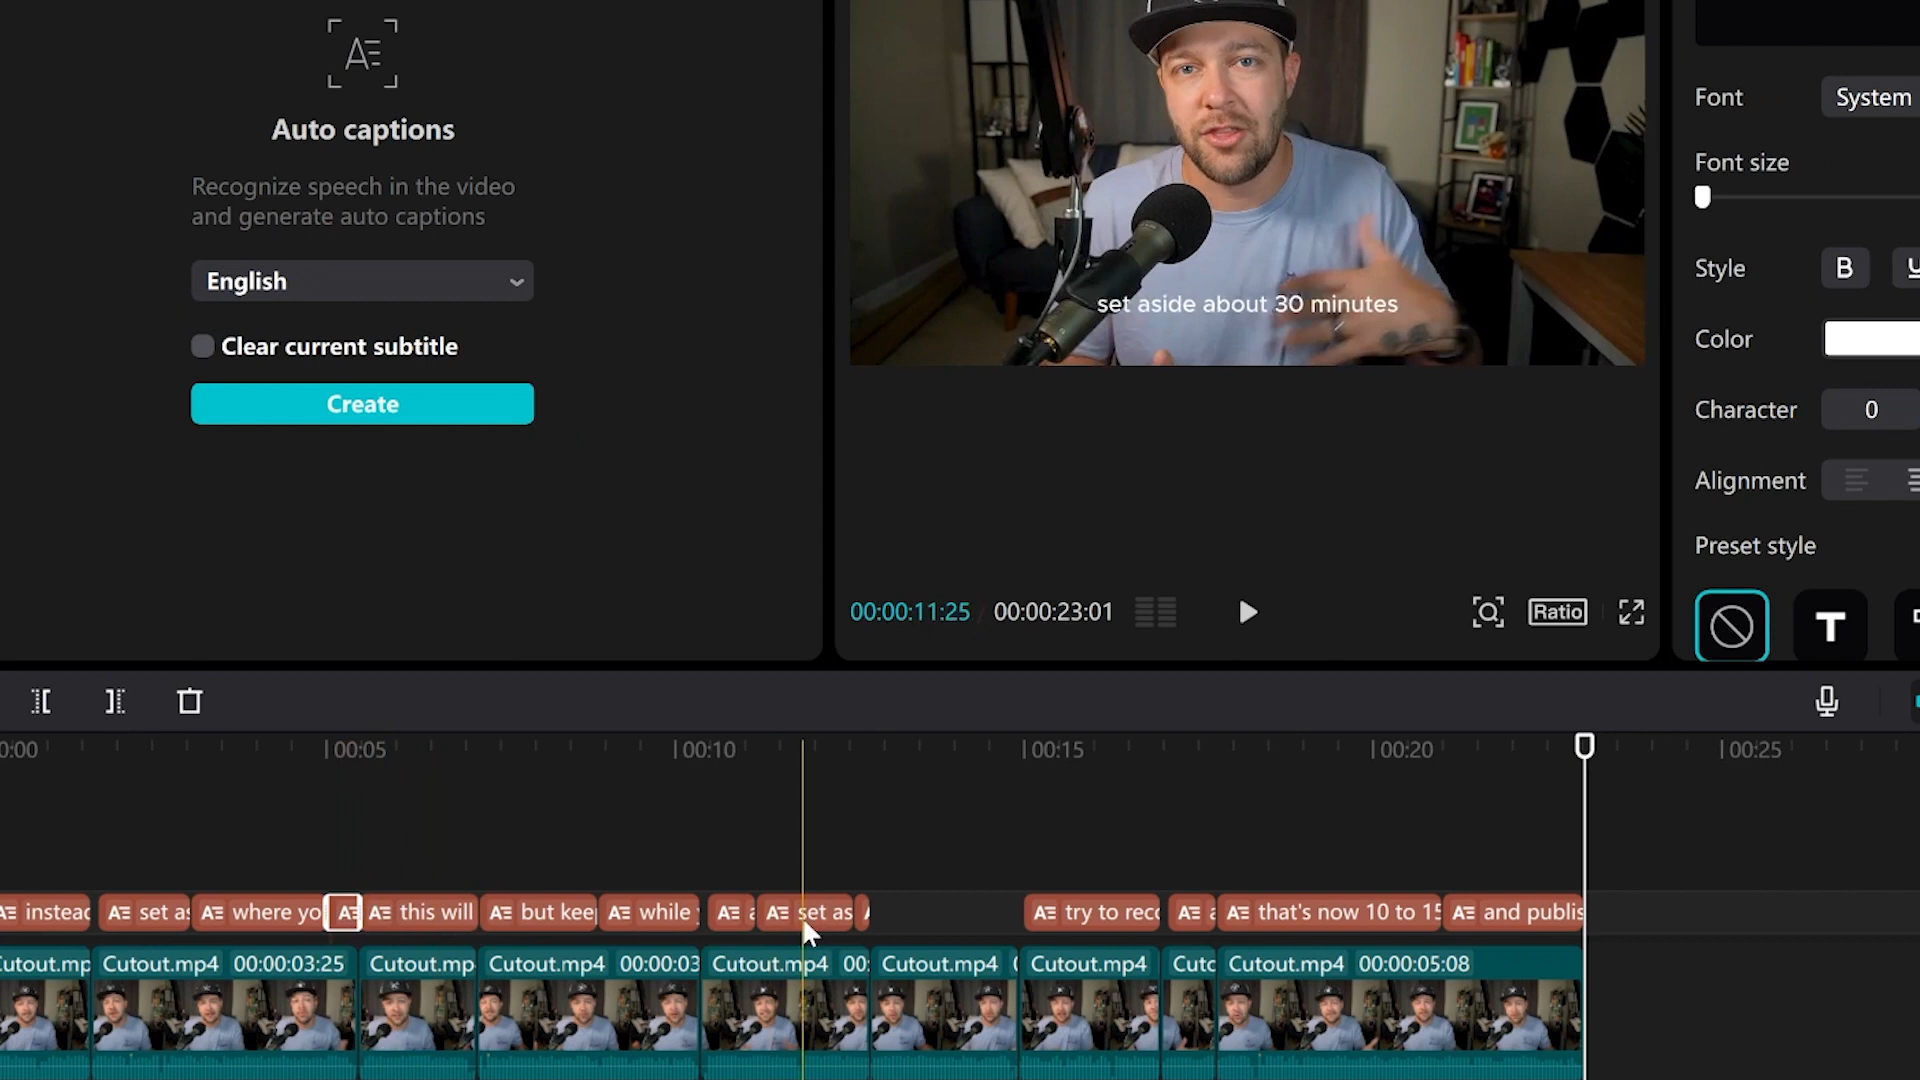 Auto captions
Recognize speech in the video
and generate auto captions
English
Clear current subtitle
Create
set aside about 30 minutes
00:00:11:25 00:00:23:01
Ratio
Font System
Font size
Style B
Color
Character 0
Alignment
Preset style
T
0:00 00:05 00:10 00:15 00:20 00:25
instead set as where yo this will but keep while set as try to reco that's now 10 to 15 and publis
Cutout.mp Cutout.mp4 00:00:03:25 Cutout.mp Cutout.mp4 00:00:03 Cutout.mp4 00: Cutout.mp4 Cutout.mp4 Cutc Cutout.mp4 00:00:05:08